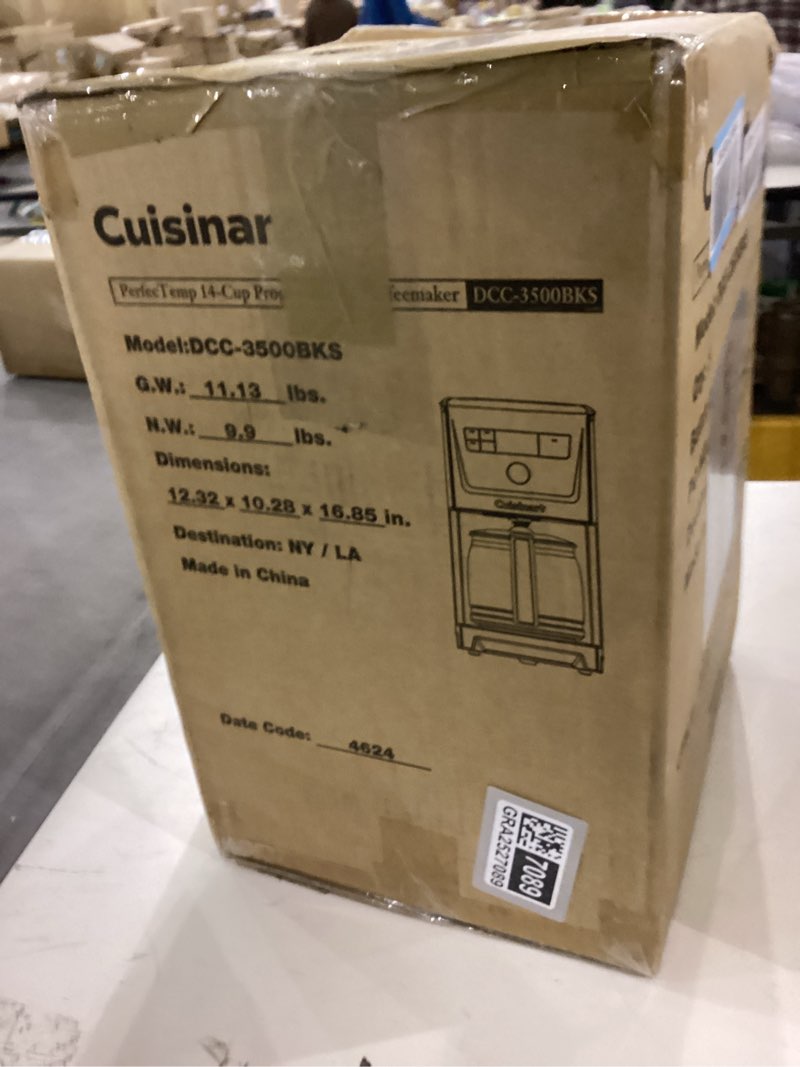 Cuisinar
PerfecTemp 14-Cup Pro
feemaker DCC-3500BKS
Model:DCC-3500BKS
G.W.: 11.13 lbs.
N.W.: 9.9 lbs.
Dimensions:
12.32 x 10.28 x 16.85 in.
Destination: NY / LA
Made in China
Cuisinart
Date Code: 4624
7089
GRA2527089